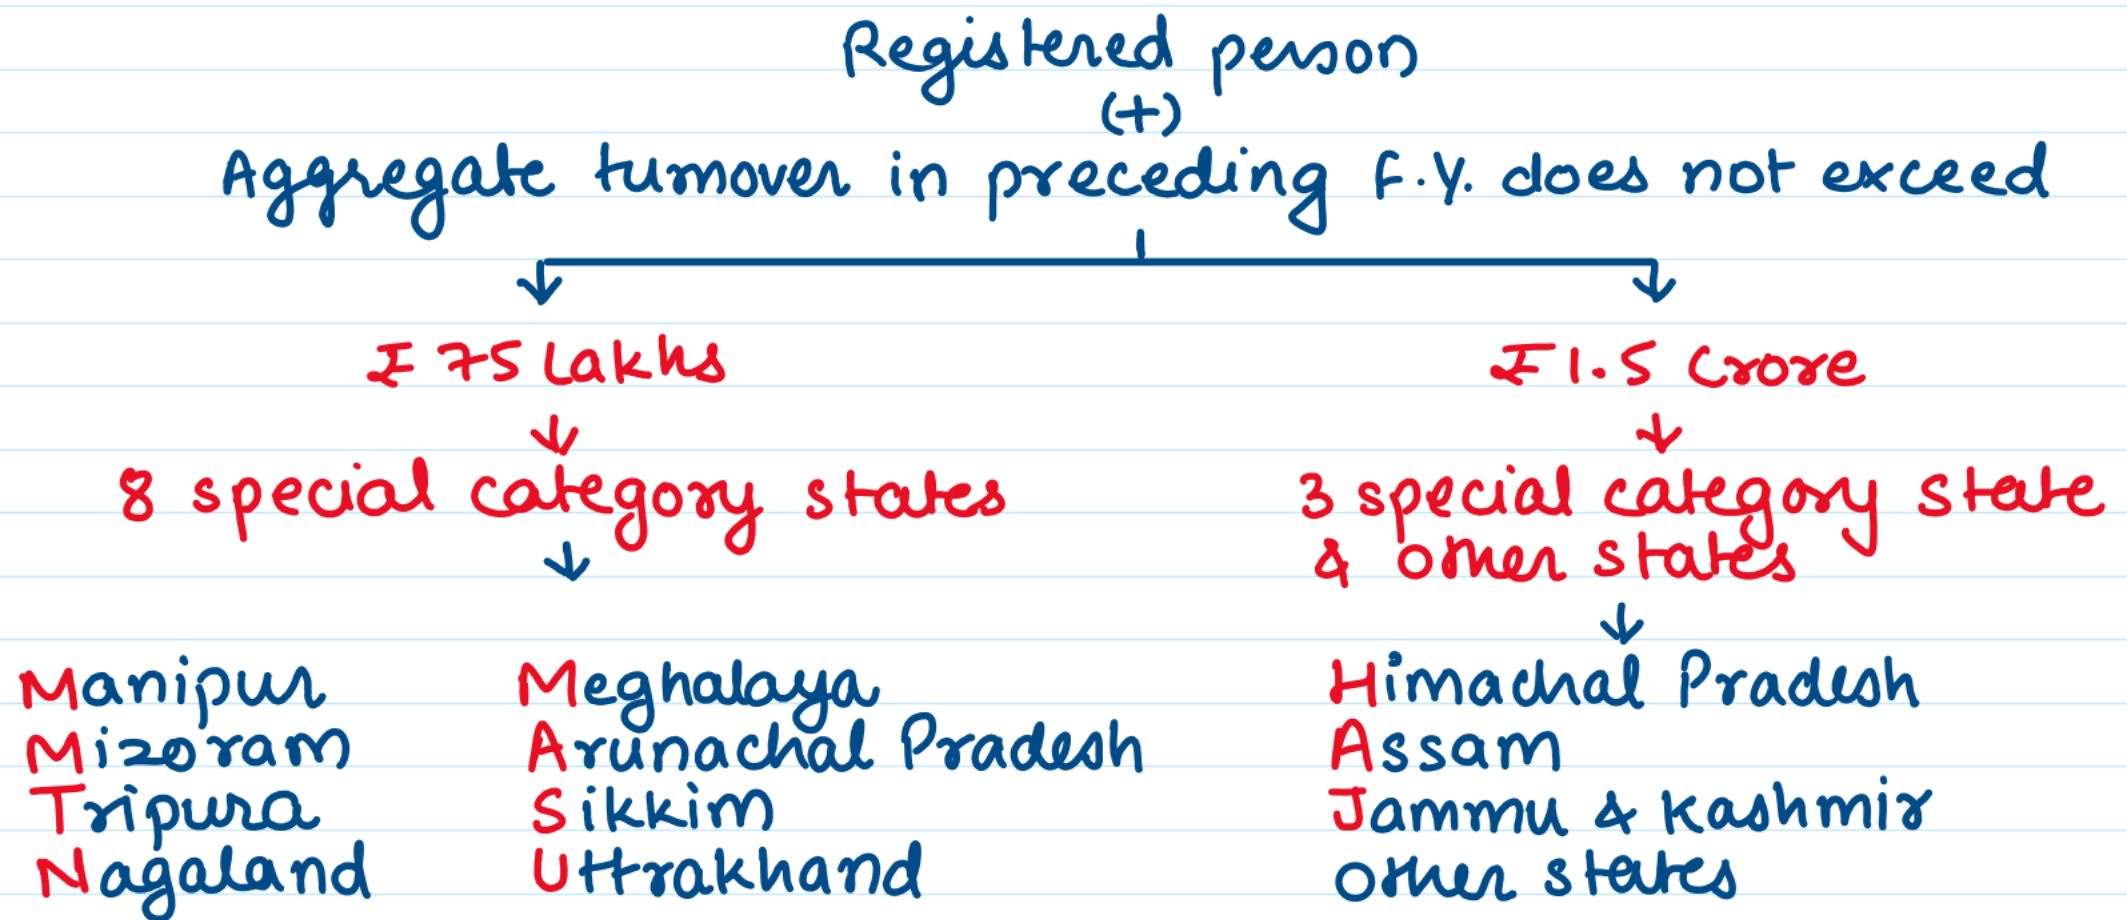 Registered person
(+)
Aggregate turnover in preceding F.Y. does not exceed
₹ 75 Lakhs
₹1.5 Crore
8 special category states
3 special category state
& other states
Manipur
Mizoram
Tripura
Nagaland
Meghalaya
Arunachal Pradesh
Sikkim
Uttrakhand
Himachal Pradesh
Assam
Jammu & Kashmir
other states